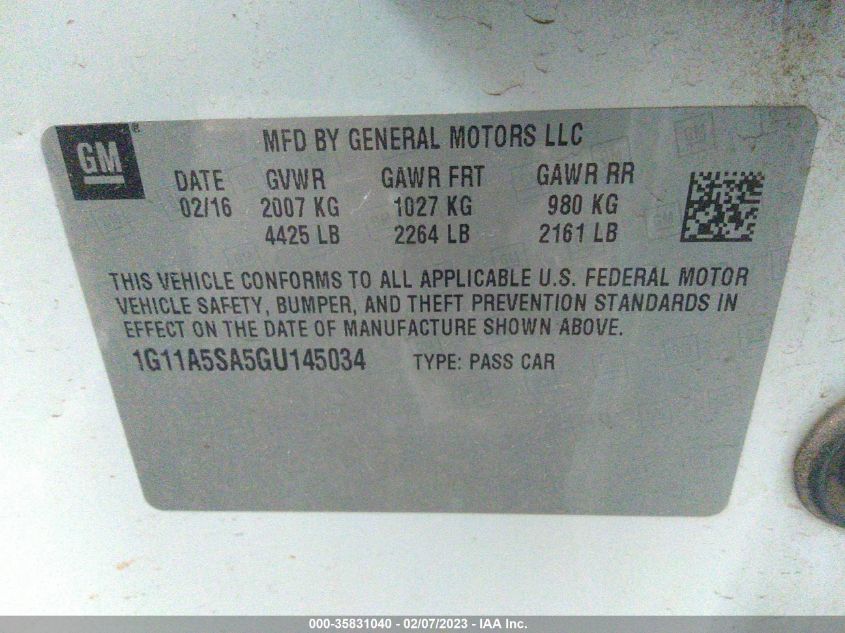 GM®
MFD BY GENERAL MOTORS LLC
DATE GVWR GAWR FRT GAWR RR
02/16 2007 KG 1027 KG 980 KG
4425 LB 2264 LB 2161 LB
THIS VEHICLE CONFORMS TO ALL APPLICABLE U.S. FEDERAL MOTOR
VEHICLE SAFETY, BUMPER, AND THEFT PREVENTION STANDARDS IN
EFFECT ON THE DATE OF MANUFACTURE SHOWN ABOVE.
1G11A5SA5GU145034 TYPE: PASS CAR
000-35831040 - 02/07/2023 - IAA Inc.